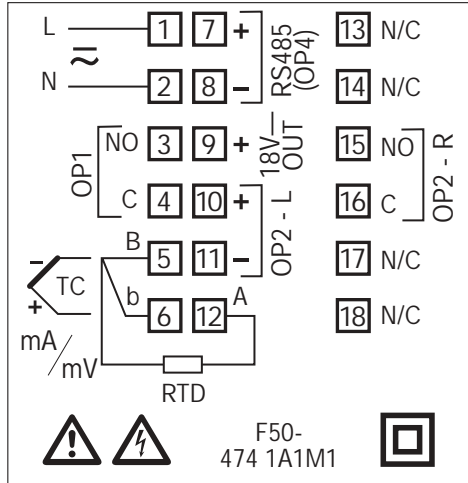 L 1 7 + 13 N/C
N 2 8 – RS485 (OP4) 14 N/C
OP1 NO 3 9 + 18V⎓ OUT 15 NO OP2 - R
C 4 10 + OP2 - L 16 C
B 5 11 – 17 N/C
– + TC b 6 12 A 18 N/C
mA/mV
RTD
F50-
474 1A1M1